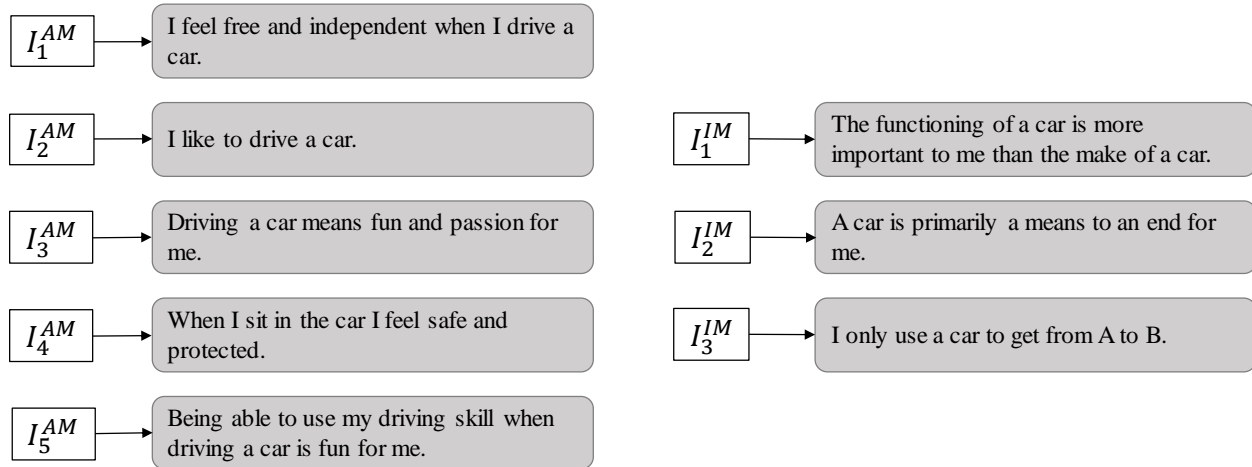 I_1^{AM}
I feel free and independent when I drive a
car.
I_2^{AM}
I like to drive a car.
I_3^{AM}
Driving a car means fun and passion for
me.
I_4^{AM}
When I sit in the car I feel safe and
protected.
I_5^{AM}
Being able to use my driving skill when
driving a car is fun for me.
I_1^{IM}
The functioning of a car is more
important to me than the make of a car.
I_2^{IM}
A car is primarily a means to an end for
me.
I_3^{IM}
I only use a car to get from A to B.